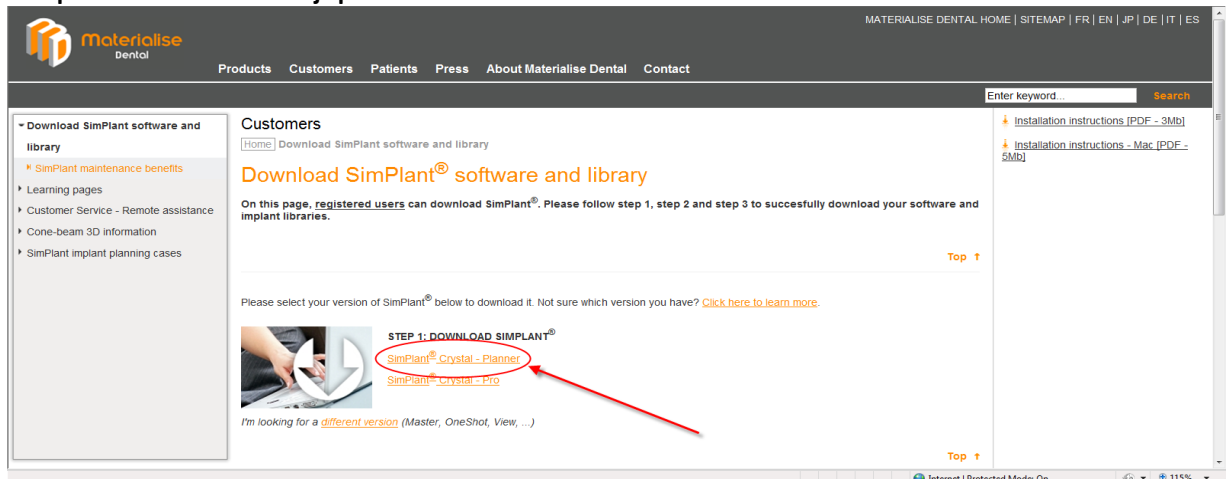 MATERIALISE DENTAL HOME | SITEMAP | FR | EN | JP | DE | IT | ES
Materialise
Dental
Products Customers Patients Press About Materialise Dental Contact
Enter keyword... Search
Download SimPlant software and
library
SimPlant maintenance benefits
Learning pages
Customer Service - Remote assistance
Cone-beam 3D information
SimPlant implant planning cases
Customers
Home Download SimPlant software and library
Download SimPlant® software and library
On this page, registered users can download SimPlant®. Please follow step 1, step 2 and step 3 to succesfully download your software and
implant libraries.
Top ↑
Please select your version of SimPlant® below to download it. Not sure which version you have? Click here to learn more.
STEP 1: DOWNLOAD SIMPLANT®
SimPlant® Crystal - Planner
SimPlant® Crystal - Pro
I'm looking for a different version (Master, OneShot, View, ...)
Top ↑
Installation instructions [PDF - 3Mb]
Installation instructions - Mac [PDF -
5Mb]
Internet | Protected Mode: On 115%